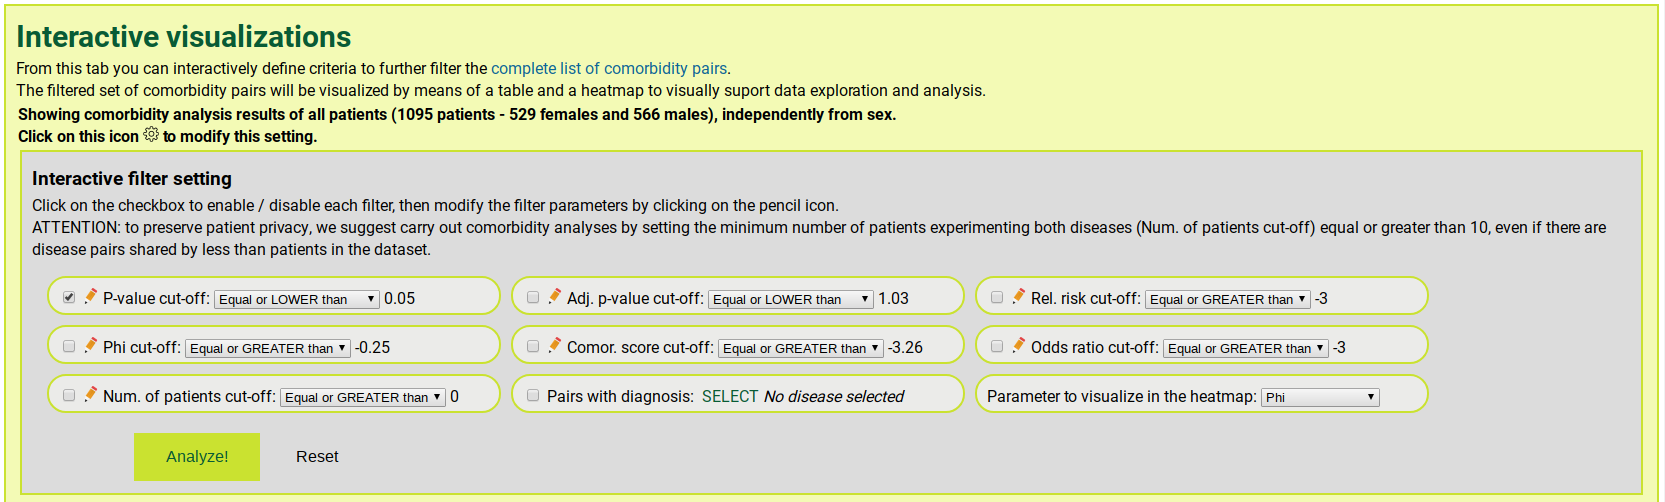 Interactive visualizations
From this tab you can interactively define criteria to further filter the complete list of comorbidity pairs.
The filtered set of comorbidity pairs will be visualized by means of a table and a heatmap to visually suport data exploration and analysis.
Showing comorbidity analysis results of all patients (1095 patients - 529 females and 566 males), independently from sex.
Click on this icon to modify this setting.
Interactive filter setting
Click on the checkbox to enable / disable each filter, then modify the filter parameters by clicking on the pencil icon.
ATTENTION: to preserve patient privacy, we suggest carry out comorbidity analyses by setting the minimum number of patients experimenting both diseases (Num. of patients cut-off) equal or greater than 10, even if there are
disease pairs shared by less than patients in the dataset.
P-value cut-off: Equal or LOWER than 0.05
Adj. p-value cut-off: Equal or LOWER than 1.03
Rel. risk cut-off: Equal or GREATER than -3
Phi cut-off: Equal or GREATER than -0.25
Comor. score cut-off: Equal or GREATER than -3.26
Odds ratio cut-off: Equal or GREATER than -3
Num. of patients cut-off: Equal or GREATER than 0
Pairs with diagnosis: SELECT No disease selected
Parameter to visualize in the heatmap: Phi
Analyze! Reset